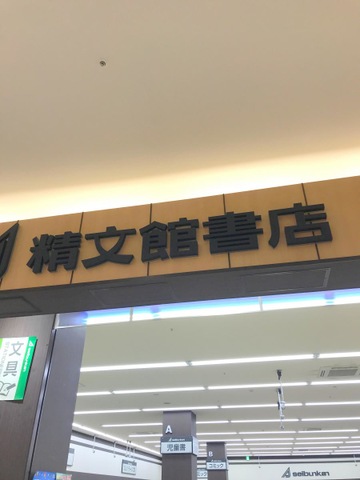 精文館書店
文具
A
児童書
B
コミック
seibunkan